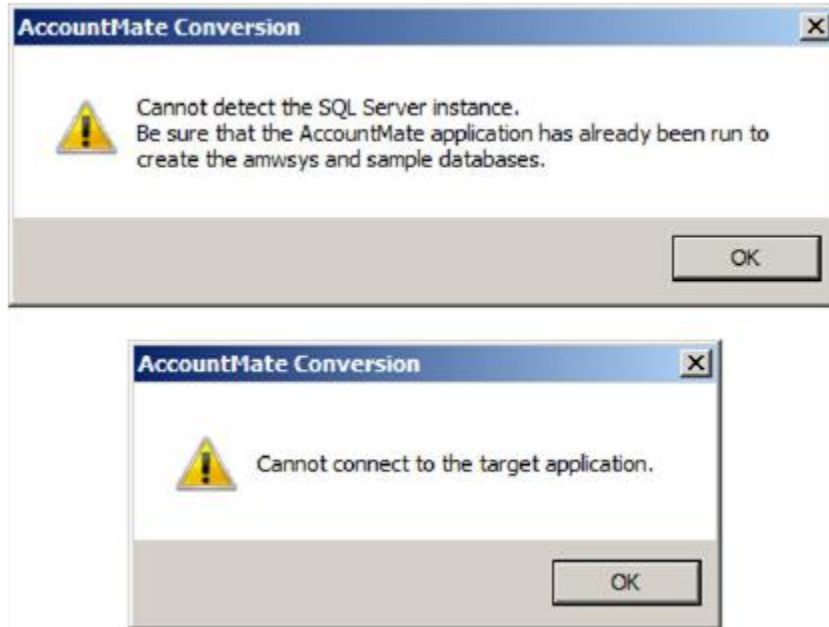 AccountMate Conversion
Cannot detect the SQL Server instance.
Be sure that the AccountMate application has already been run to
create the amwsys and sample databases.
OK
AccountMate Conversion
Cannot connect to the target application.
OK